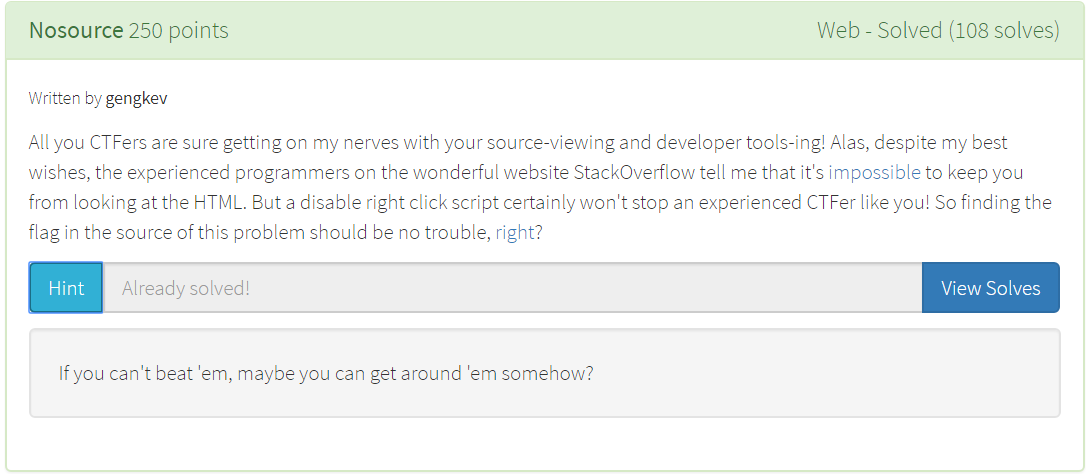 Nosource 250 points
Web - Solved (108 solves)
Written by gengkev
All you CTFers are sure getting on my nerves with your source-viewing and developer tools-ing! Alas, despite my best
wishes, the experienced programmers on the wonderful website StackOverflow tell me that it's impossible to keep you
from looking at the HTML. But a disable right click script certainly won't stop an experienced CTFer like you! So finding the
flag in the source of this problem should be no trouble, right?
Hint
Already solved!
View Solves
If you can't beat 'em, maybe you can get around 'em somehow?